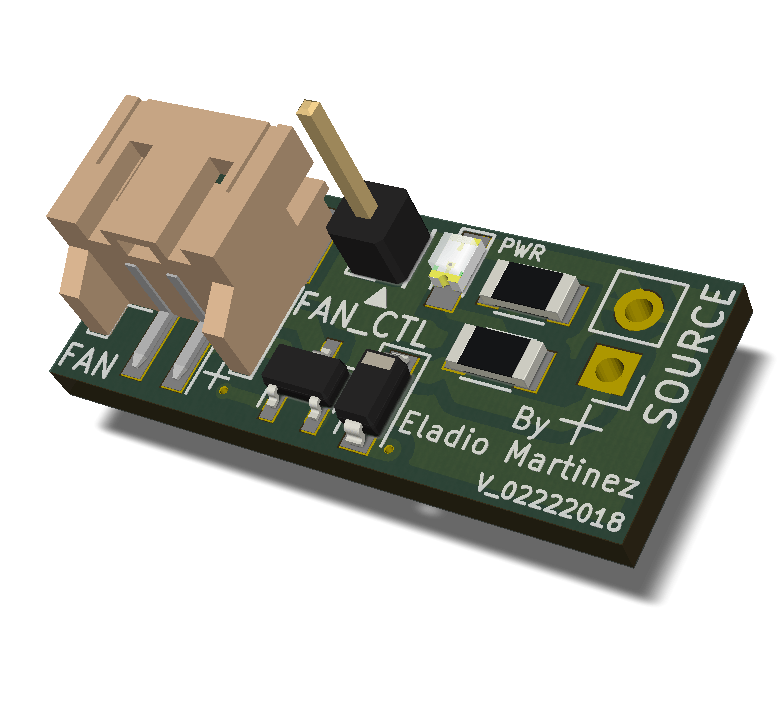 PWR
FAN_CTL
SOURCE
FAN
+
By +
Eladio Martinez
V_02222018